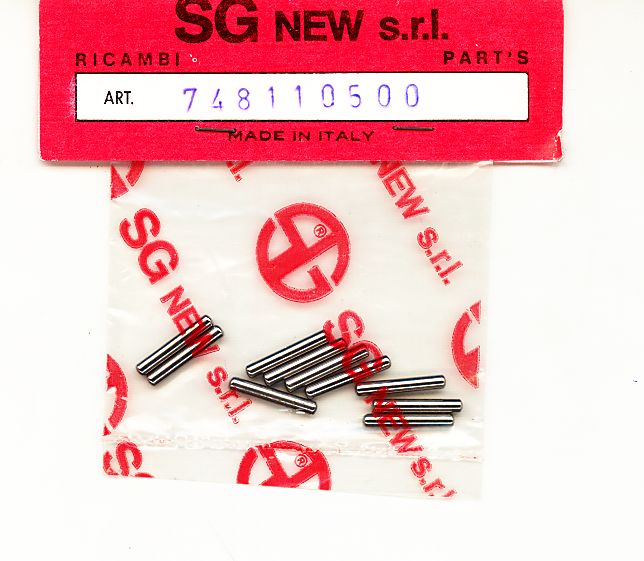 SG NEW s.r.l.
RICAMBI PART'S
ART. 748110500
MADE IN ITALY
NEW s.r.l.
SG NEW s.r.l.
SG NEW s.r.l.
SG